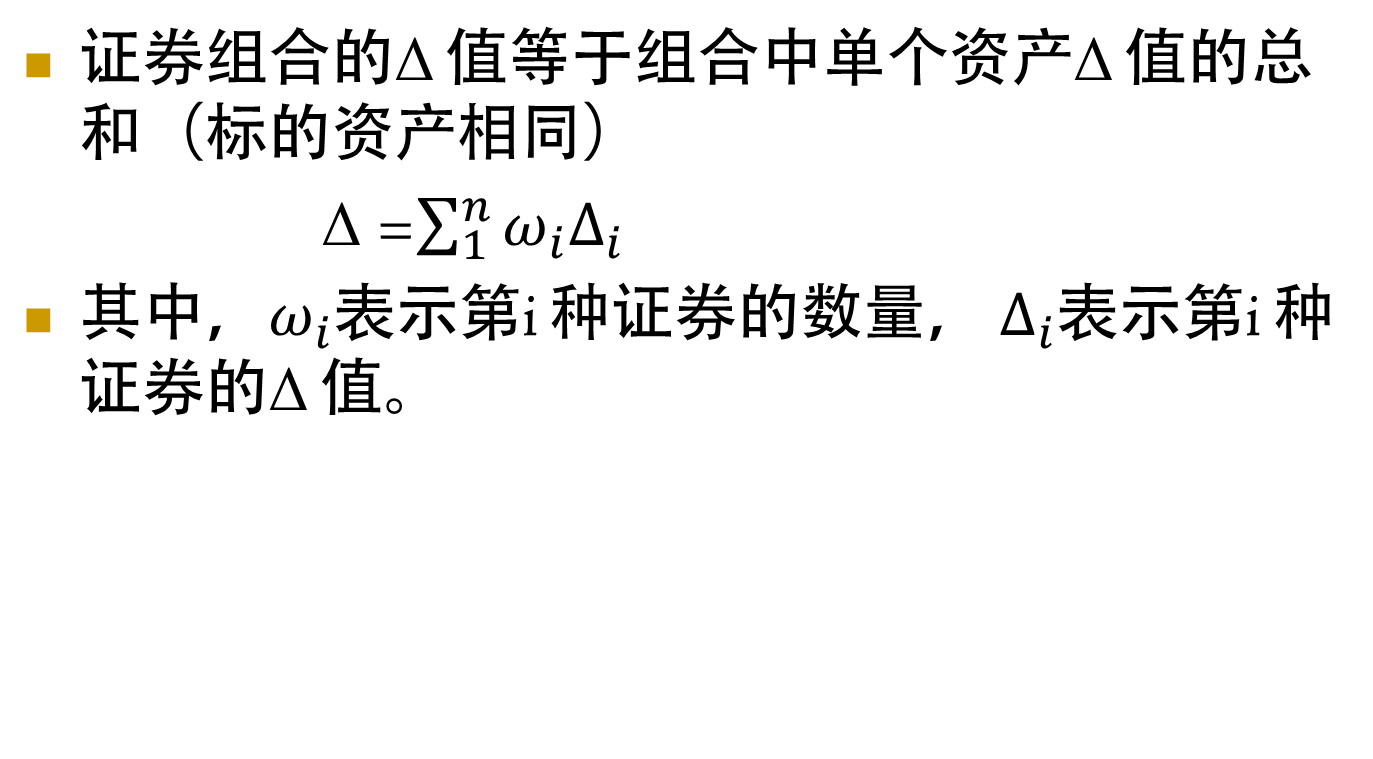 ■ 证券组合的Δ 值等于组合中单个资产Δ 值的总
和（标的资产相同）
Δ =∑₁ⁿ ωᵢΔᵢ
■ 其中， ωᵢ表示第i 种证券的数量， Δᵢ表示第i 种
证券的Δ 值。